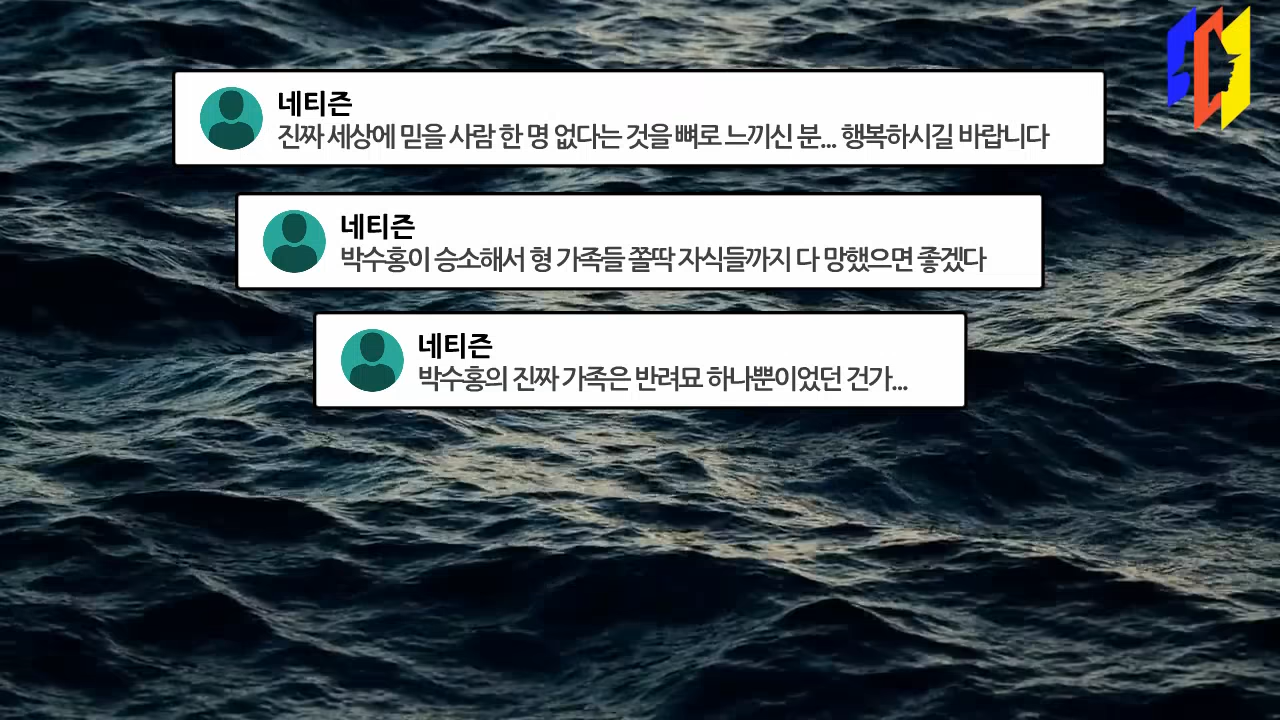 네티즌
진짜 세상에 믿을 사람 한 명 없다는 것을 뼈로 느끼신 분... 행복하시길 바랍니다
네티즌
박수홍이 승소해서 형 가족들 쫄딱 자식들까지 다 망했으면 좋겠다
네티즌
박수홍의 진짜 가족은 반려묘 하나뿐이었던 건가...